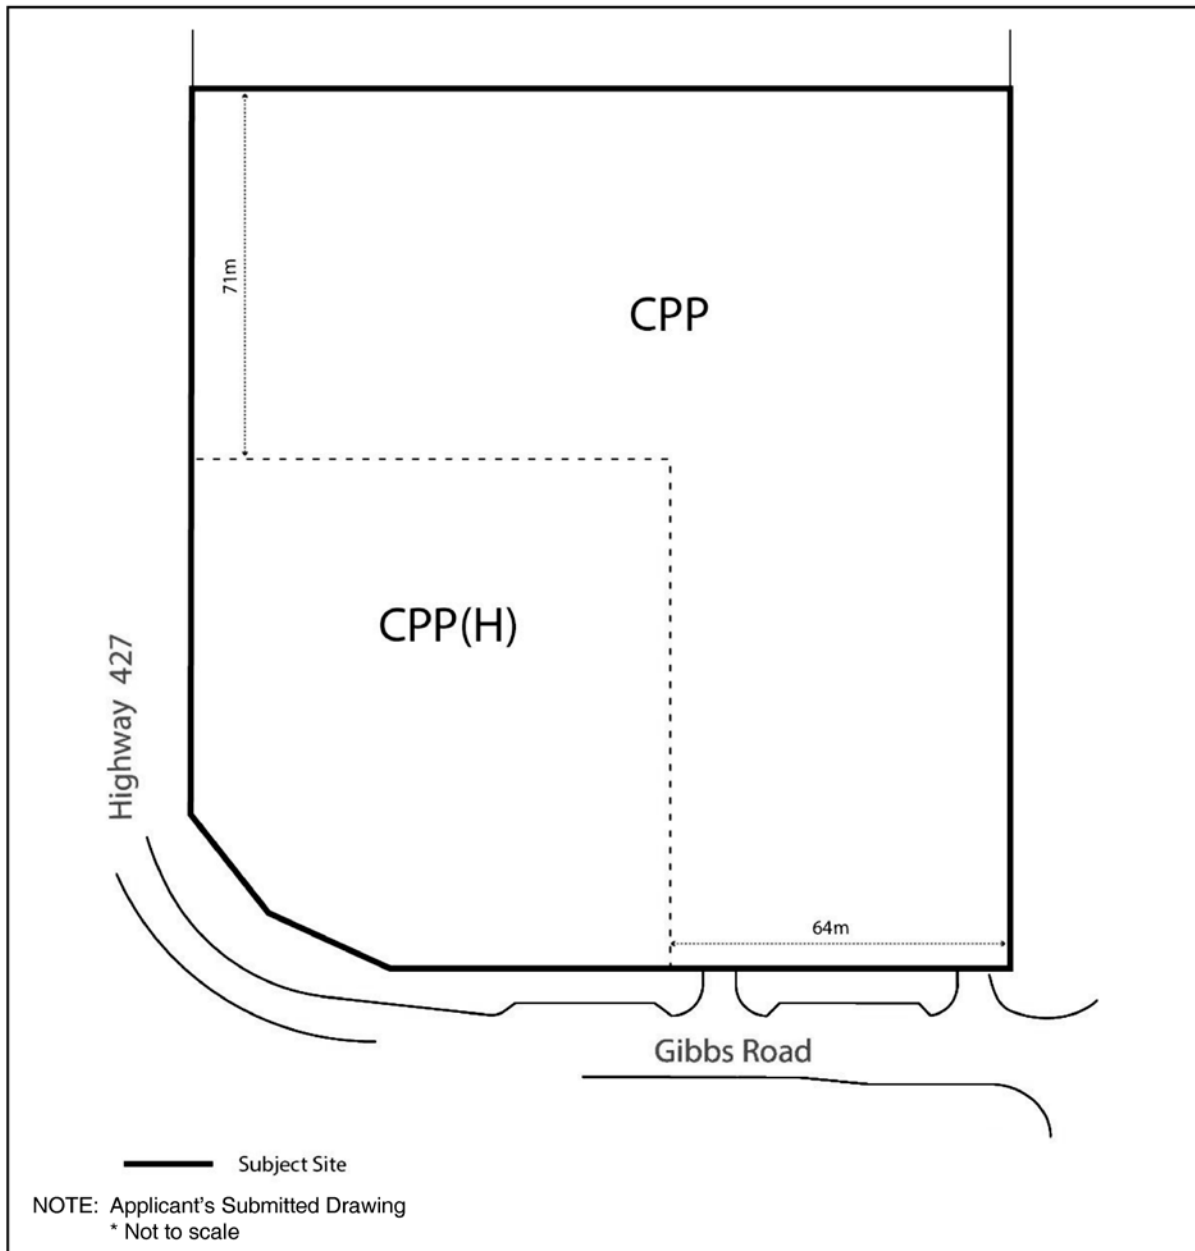 71m
CPP
CPP(H)
Highway 427
64m
Gibbs Road
Subject Site
NOTE: Applicant's Submitted Drawing
* Not to scale